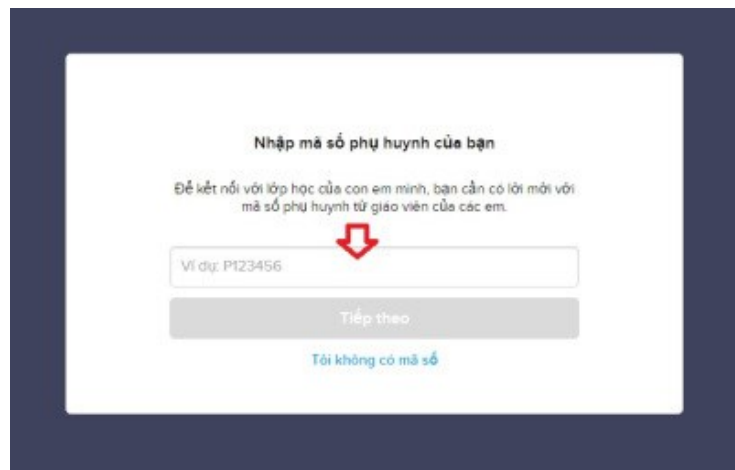 Nhập mã số phụ huynh của bạn
Để kết nối với lớp học của con em mình, bạn cần có lời mời với
mã số phụ huynh từ giáo viên của các em.
Ví dụ: P123456
Tiếp theo
Tôi không có mã số